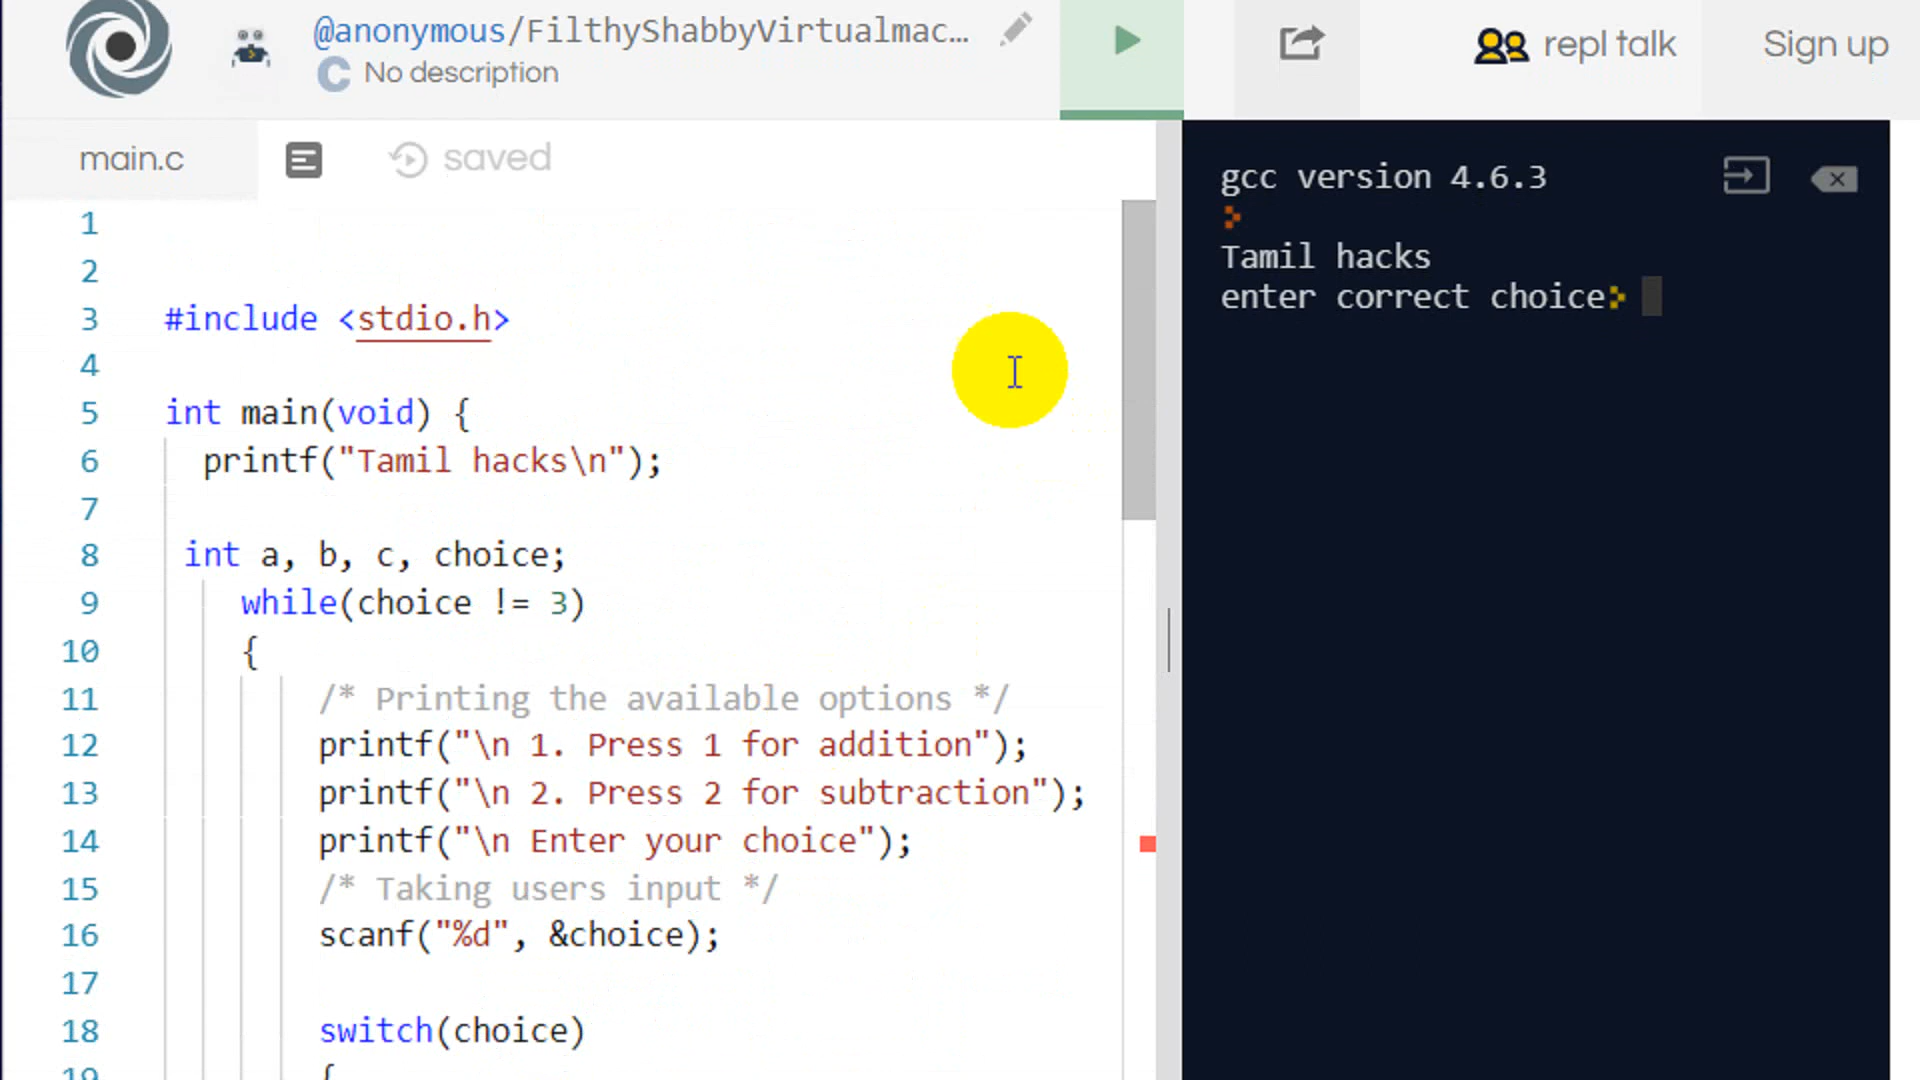 @anonymous/FilthyShabbyVirtualmac...
No description
repl talk
Sign up
main.c
saved
1
2
3 #include <stdio.h>
4
5 int main(void) {
6 printf("Tamil hacks\n");
7
8 int a, b, c, choice;
9 while(choice != 3)
10 {
11 /* Printing the available options */
12 printf("\n 1. Press 1 for addition");
13 printf("\n 2. Press 2 for subtraction");
14 printf("\n Enter your choice");
15 /* Taking users input */
16 scanf("%d", &choice);
17
18 switch(choice)
19 {
gcc version 4.6.3
Tamil hacks
enter correct choice